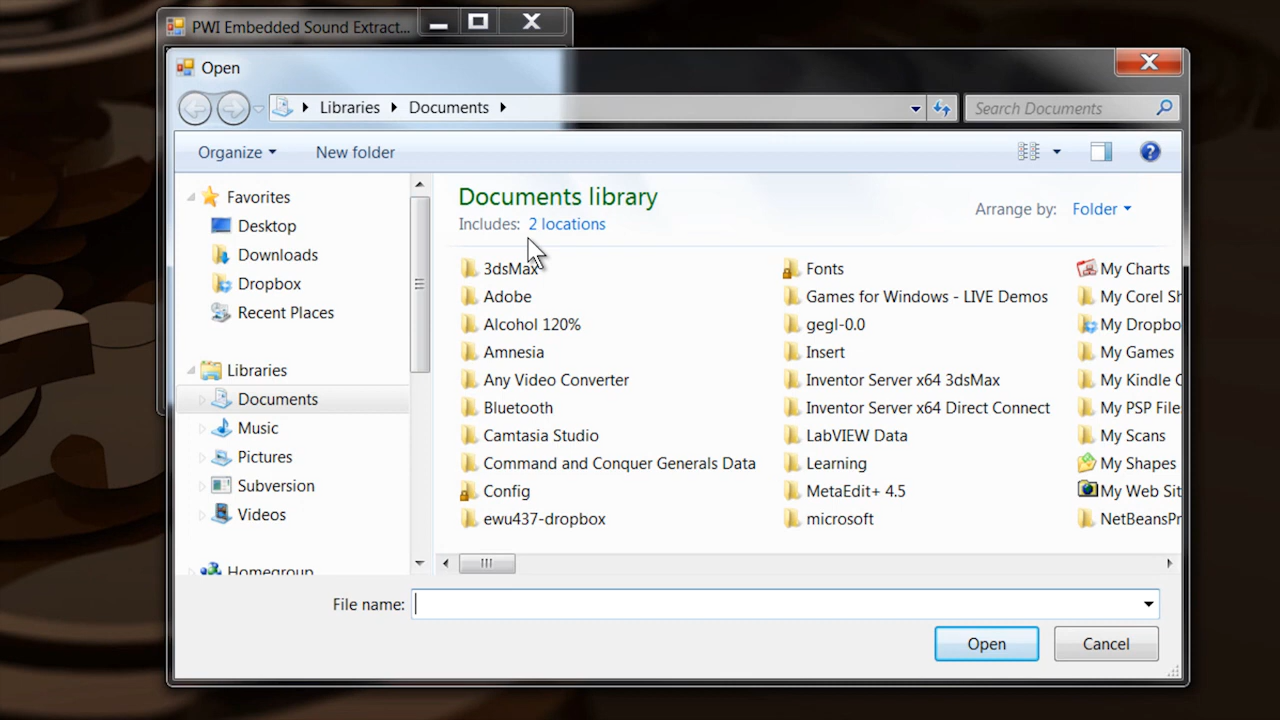 PWI Embedded Sound Extract...
Open
Libraries Documents
Search Documents
Organize
New folder
Favorites
Desktop
Downloads
Dropbox
Recent Places
Libraries
Documents
Music
Pictures
Subversion
Videos
Homegroup
Documents library
Includes: 2 locations
Arrange by: Folder
3dsMax
Adobe
Alcohol 120%
Amnesia
Any Video Converter
Bluetooth
Camtasia Studio
Command and Conquer Generals Data
Config
ewu437-dropbox
Fonts
Games for Windows - LIVE Demos
gegl-0.0
Insert
Inventor Server x64 3dsMax
Inventor Server x64 Direct Connect
LabVIEW Data
Learning
MetaEdit+ 4.5
microsoft
My Charts
My Corel Sh
My Dropbo
My Games
My Kindle C
My PSP File
My Scans
My Shapes
My Web Sit
NetBeansPr
File name:
Open
Cancel